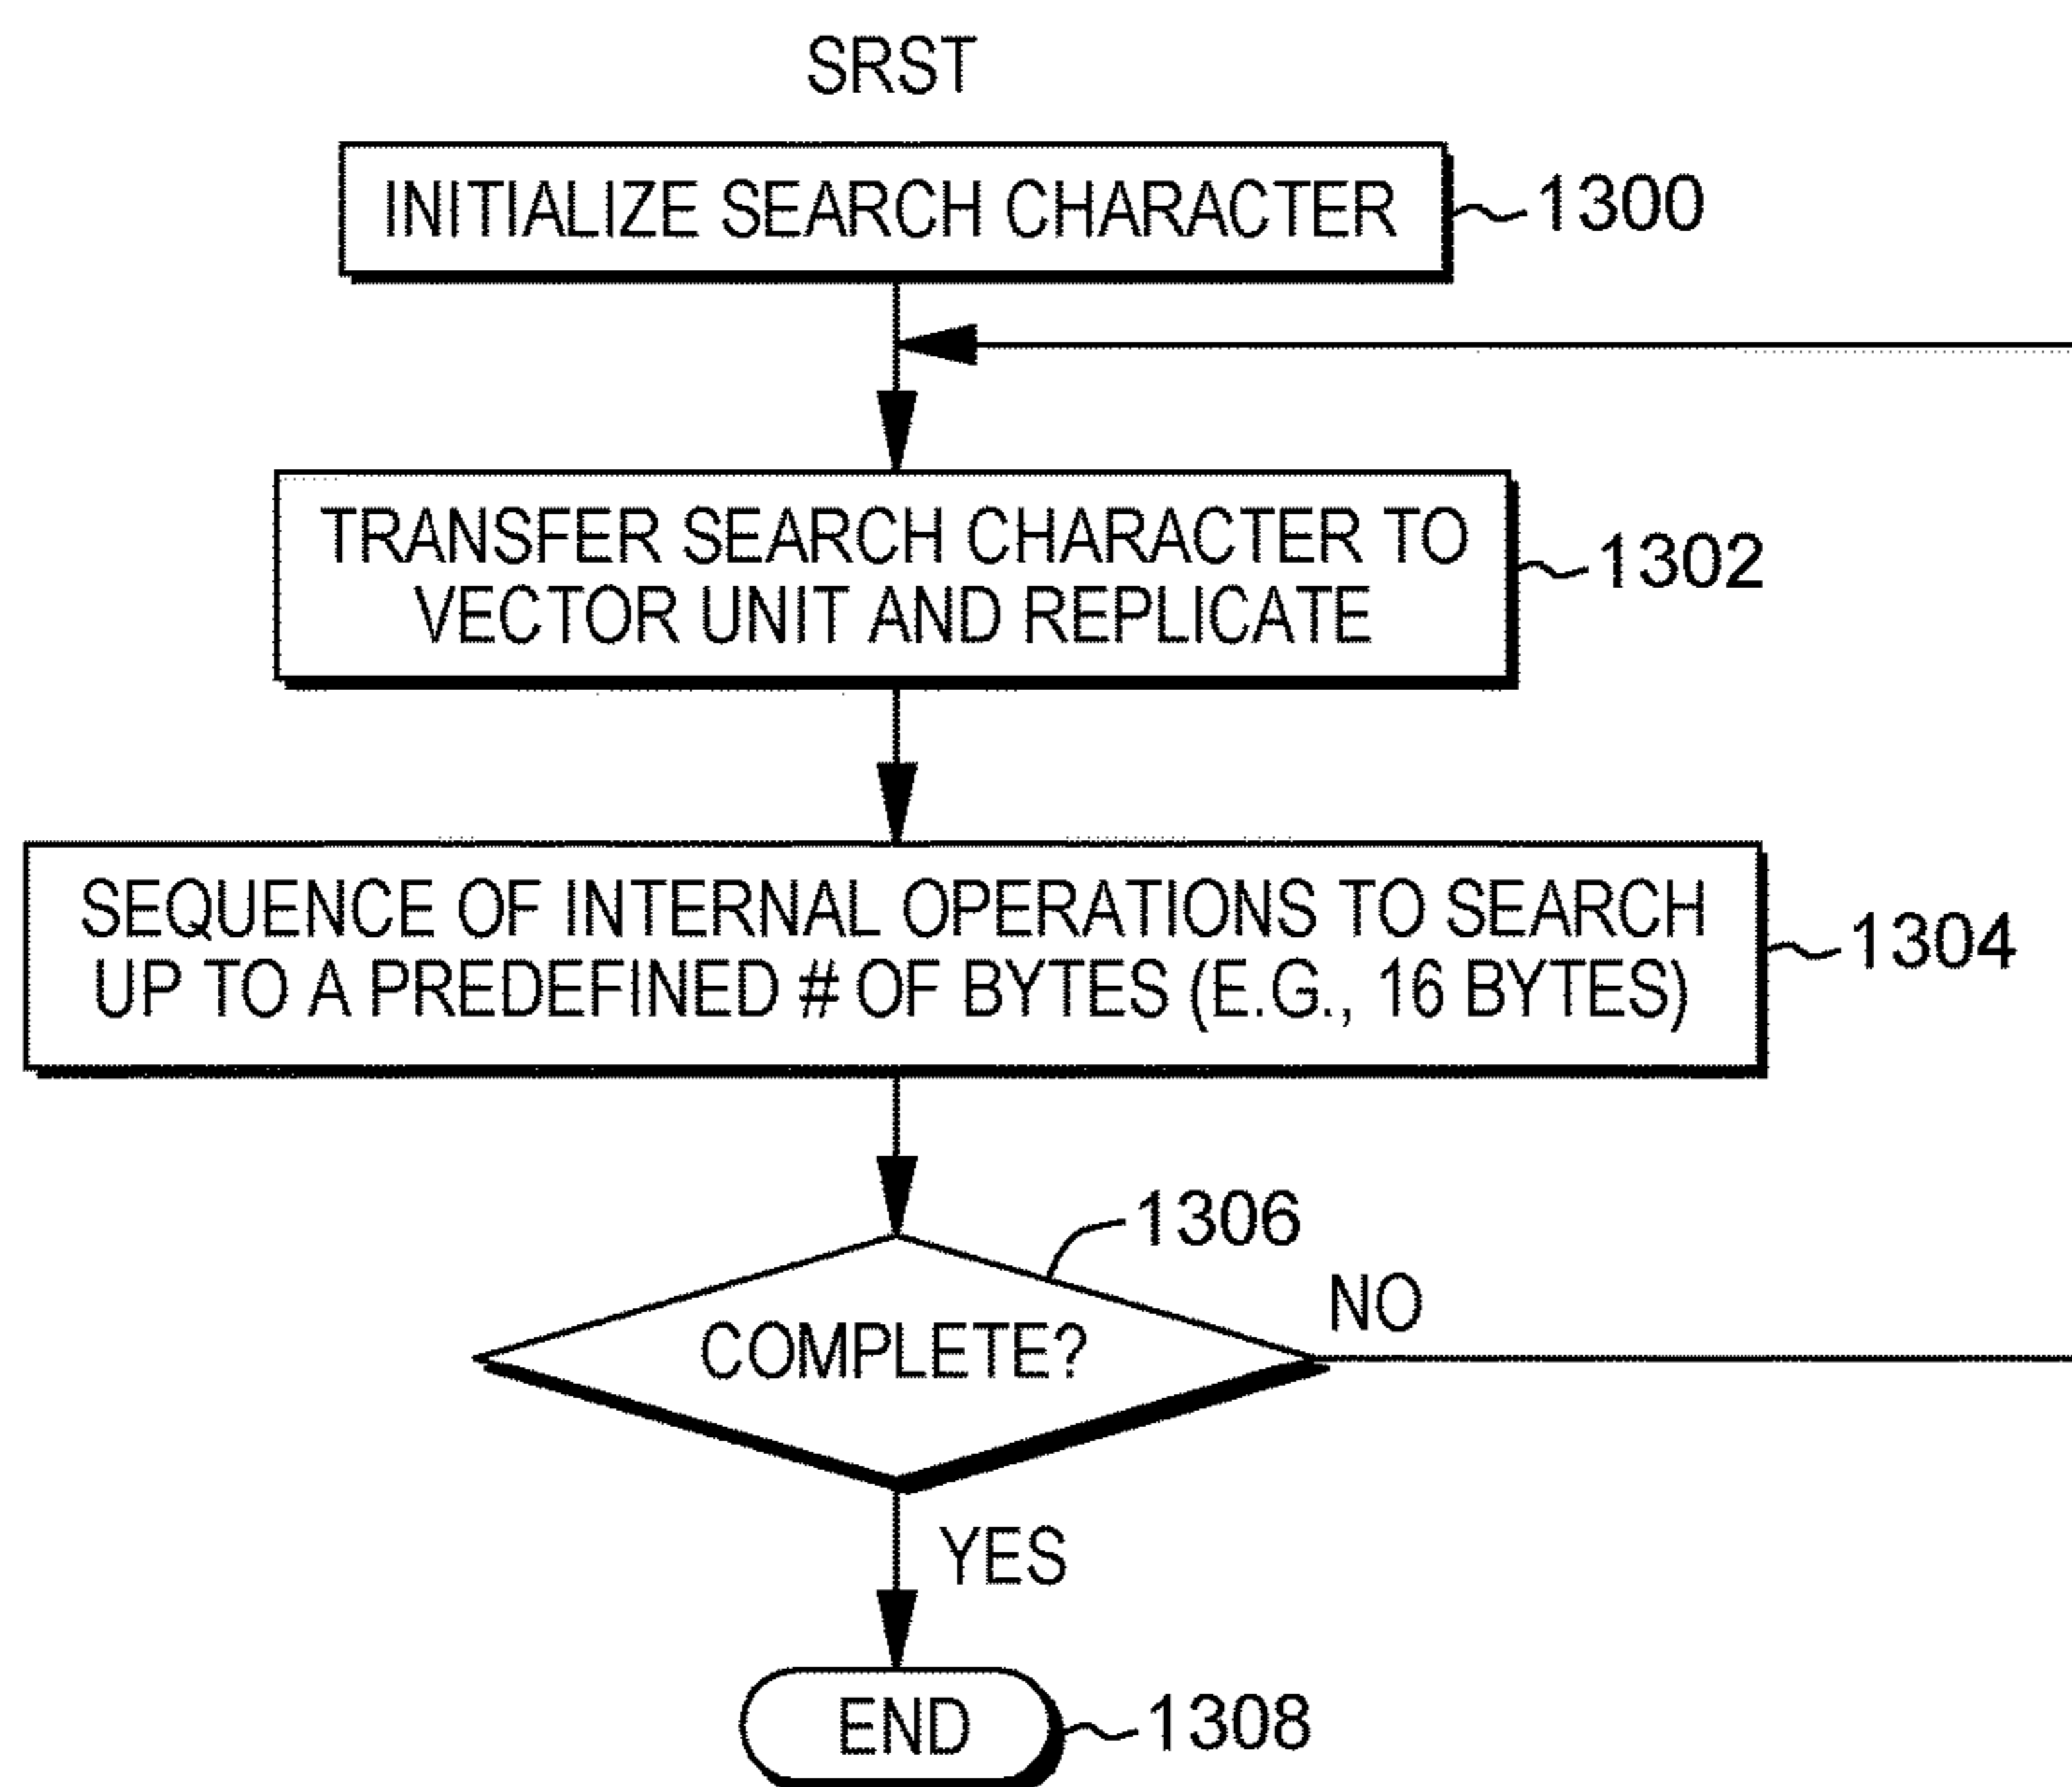 SRST
INITIALIZE SEARCH CHARACTER
1300
TRANSFER SEARCH CHARACTER TO
VECTOR UNIT AND REPLICATE
1302
SEQUENCE OF INTERNAL OPERATIONS TO SEARCH
UP TO A PREDEFINED # OF BYTES (E.G., 16 BYTES)
1304
1306
COMPLETE?
NO
YES
END
1308